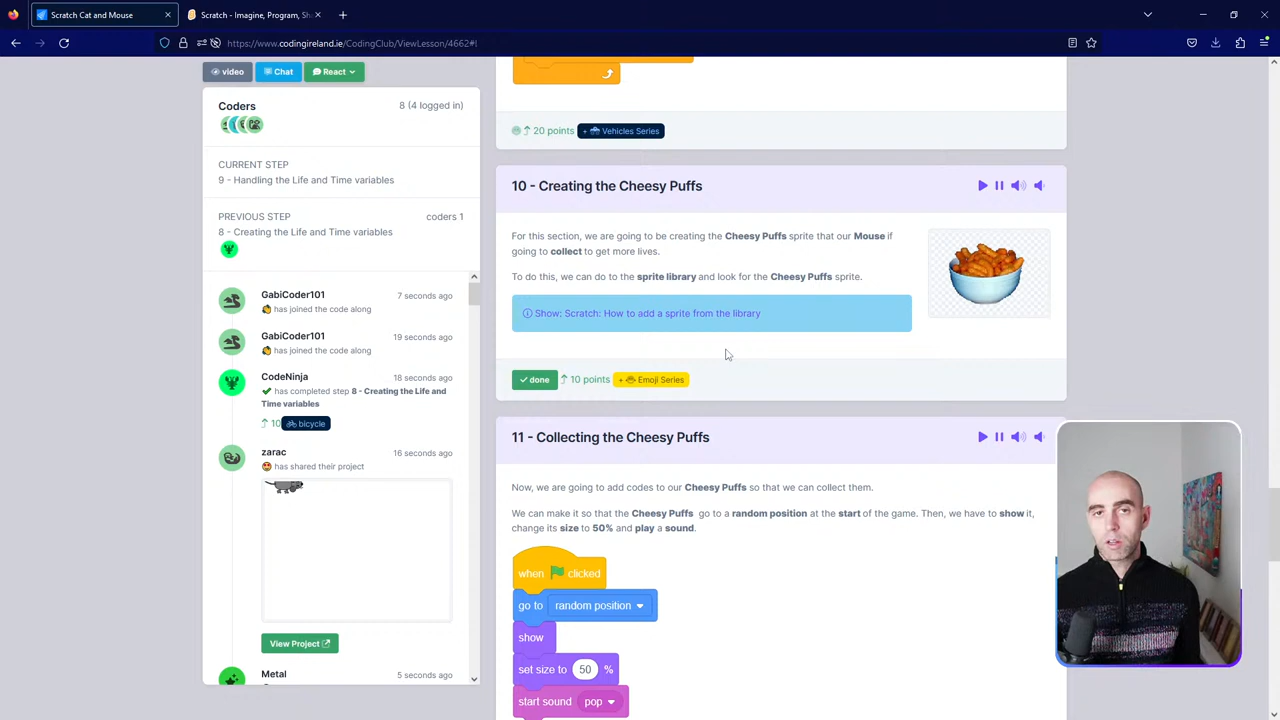 Scratch Cat and Mouse
Scratch - Imagine, Program, Sh
https://www.codingireland.ie/CodingClub/ViewLesson/4662#!
video
Chat
React
Coders
8 (4 logged in)
CURRENT STEP
9 - Handling the Life and Time variables
PREVIOUS STEP
coders 1
8 - Creating the Life and Time variables
GabiCoder101
7 seconds ago
has joined the code along
GabiCoder101
19 seconds ago
has joined the code along
CodeNinja
18 seconds ago
has completed step 8 - Creating the Life and
Time variables
10
bicycle
zarac
16 seconds ago
has shared their project
View Project
Metal
5 seconds ago
20 points
+ Vehicles Series
10 - Creating the Cheesy Puffs
For this section, we are going to be creating the Cheesy Puffs sprite that our Mouse if
going to collect to get more lives.
To do this, we can do to the sprite library and look for the Cheesy Puffs sprite.
Show: Scratch: How to add a sprite from the library
done
10 points
+ Emoji Series
11 - Collecting the Cheesy Puffs
Now, we are going to add codes to our Cheesy Puffs so that we can collect them.
We can make it so that the Cheesy Puffs go to a random position at the start of the game. Then, we have to show it,
change its size to 50% and play a sound.
when clicked
go to random position
show
set size to 50 %
start sound pop